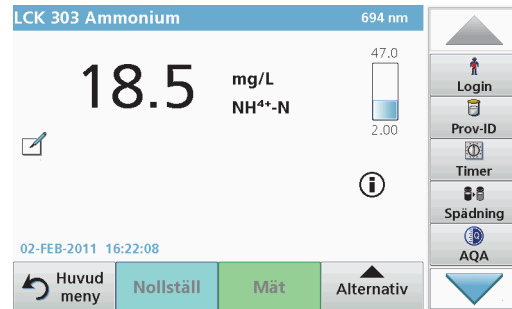 LCK 303 Ammonium 694 nm
47.0
18.5 mg/L
NH⁴⁺-N
2.00
i
02-FEB-2011 16:22:08
Huvud
meny
Nollställ
Mät
Alternativ
Login
Prov-ID
Timer
Spädning
AQA